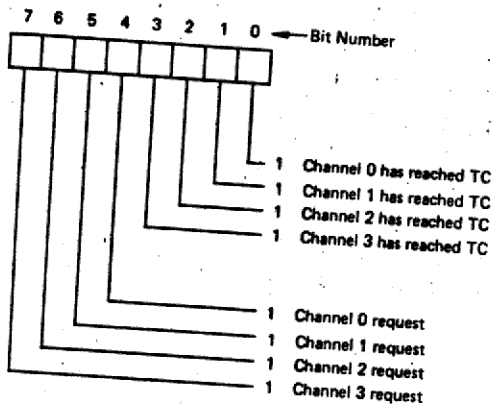 7 6 5 4 3 2 1 0 Bit Number
1 Channel 0 has reached TC
1 Channel 1 has reached TC
1 Channel 2 has reached TC
1 Channel 3 has reached TC
1 Channel 0 request
1 Channel 1 request
1 Channel 2 request
1 Channel 3 request